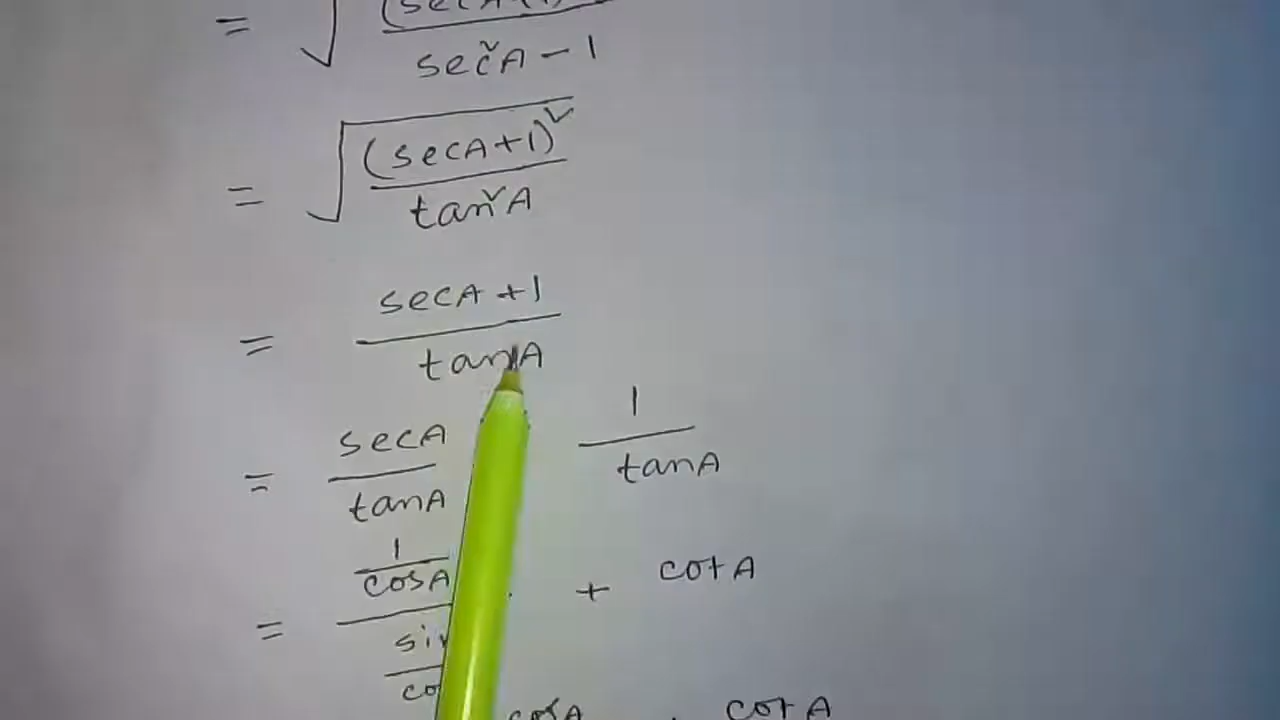 = √ (secA+1)
sec²A - 1
= √ (secA+1)²
tan²A
= secA + 1
tanA
= secA 1
tanA tanA
1
cosA
= + cotA
cosA cotA